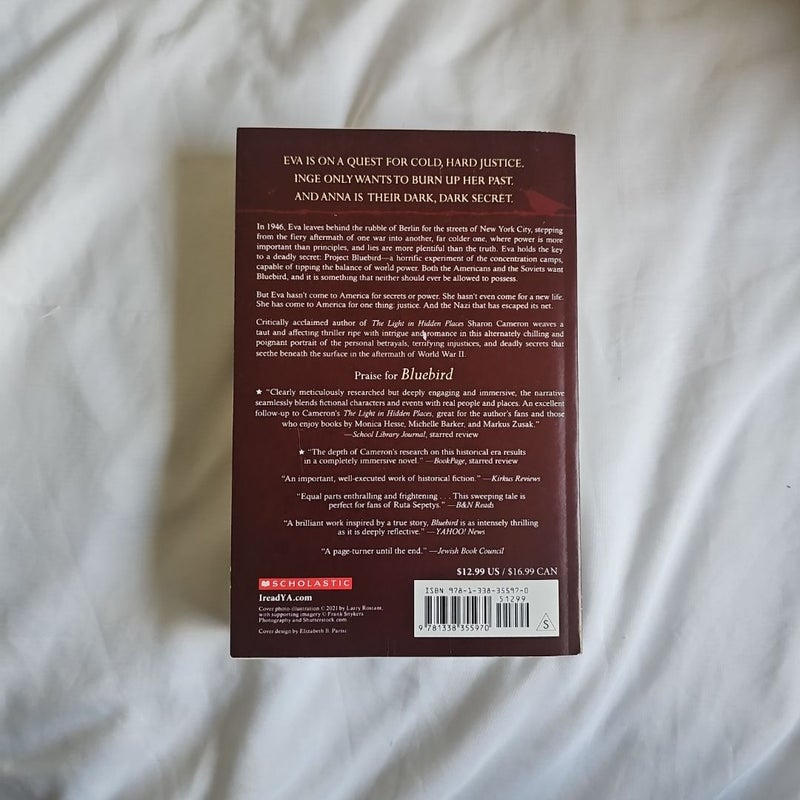 EVA IS ON A QUEST FOR COLD, HARD JUSTICE.
INGE ONLY WANTS TO BURN UP HER PAST.
AND ANNA IS THEIR DARK, DARK SECRET.
In 1946, Eva leaves behind the rubble of Berlin for the streets of New York City, stepping
from the fiery aftermath of one war into another, far colder one, where power is more
important than principles, and lies are more plentiful than the truth. Eva holds the key
to a deadly secret: Project Bluebird—a horrific experiment of the concentration camps,
capable of tipping the balance of world power. Both the Americans and the Soviets want
Bluebird, and it is something that neither should ever be allowed to possess.
But Eva hasn't come to America for secrets or power. She hasn't even come for a new life.
She has come to America for one thing: justice. And the Nazi that has escaped its net.
Critically acclaimed author of The Light in Hidden Places Sharon Cameron weaves a
taut and affecting thriller ripe with intrigue and romance in this alternately chilling and
poignant portrait of the personal betrayals, terrifying injustices, and deadly secrets that
seethe beneath the surface in the aftermath of World War II.
Praise for Bluebird
★ "Clearly meticulously researched but deeply engaging and immersive, the narrative
seamlessly blends fictional characters and events with real people and places. An excellent
follow-up to Cameron's The Light in Hidden Places, great for the author's fans and those
who enjoy books by Monica Hesse, Michelle Barker, and Markus Zusak."
—School Library Journal, starred review
★ "The depth of Cameron's research on this historical era results
in a completely immersive novel." —BookPage, starred review
"An important, well-executed work of historical fiction." —Kirkus Reviews
"Equal parts enthralling and frightening . . . This sweeping tale is
perfect for fans of Ruta Sepetys." —B&N Reads
"A brilliant work inspired by a true story, Bluebird is as intensely thrilling
as it is deeply reflective." —YAHOO! News
"A page-turner until the end." —Jewish Book Council
$12.99 US / $16.99 CAN
SCHOLASTIC
IreadYA.com
Cover photo-illustration © 2021 by Larry Rostant,
with supporting imagery © Frank Snykers
Photography and Shutterstock.com
Cover design by Elizabeth B. Parisi
ISBN 978-1-338-35597-0
51299
9 781338 355970
S